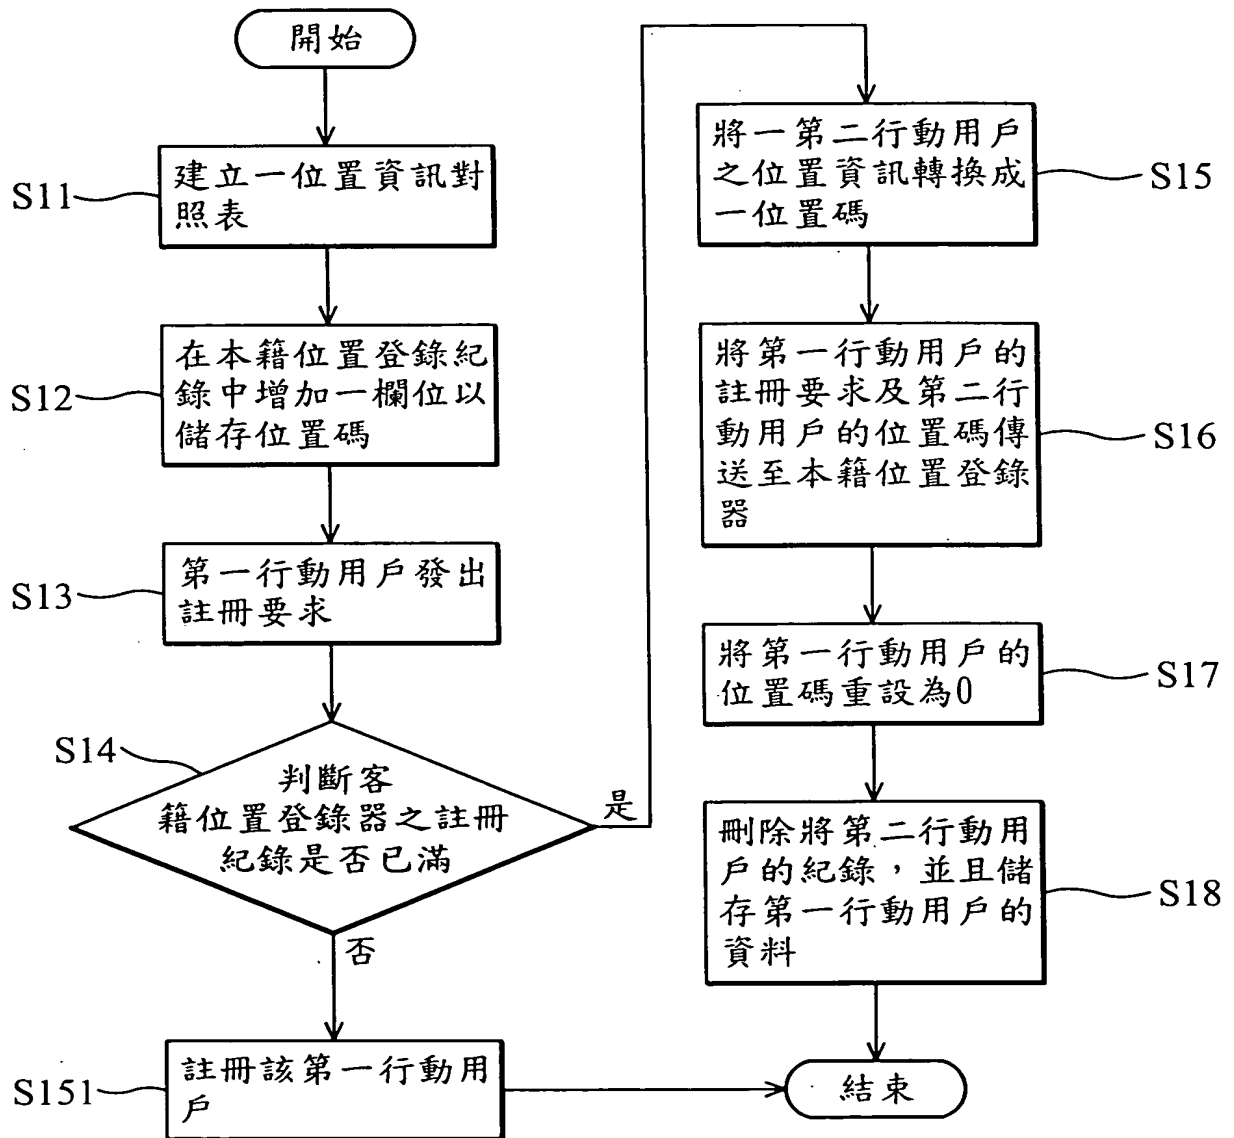 開始
S11
建立一位置資訊對
照表
S12
在本籍位置登錄紀
錄中增加一欄位以
儲存位置碼
S13
第一行動用戶發出
註冊要求
S14
判斷客
籍位置登錄器之註冊
紀錄是否已滿
是
否
S151
註冊該第一行動用
戶
將一第二行動用戶
之位置資訊轉換成
一位置碼
S15
將第一行動用戶的
註冊要求及第二行
動用戶的位置碼傳
送至本籍位置登錄
器
S16
將第一行動用戶的
位置碼重設為0
S17
刪除將第二行動用
戶的紀錄，並且儲
存第一行動用戶的
資料
S18
結束